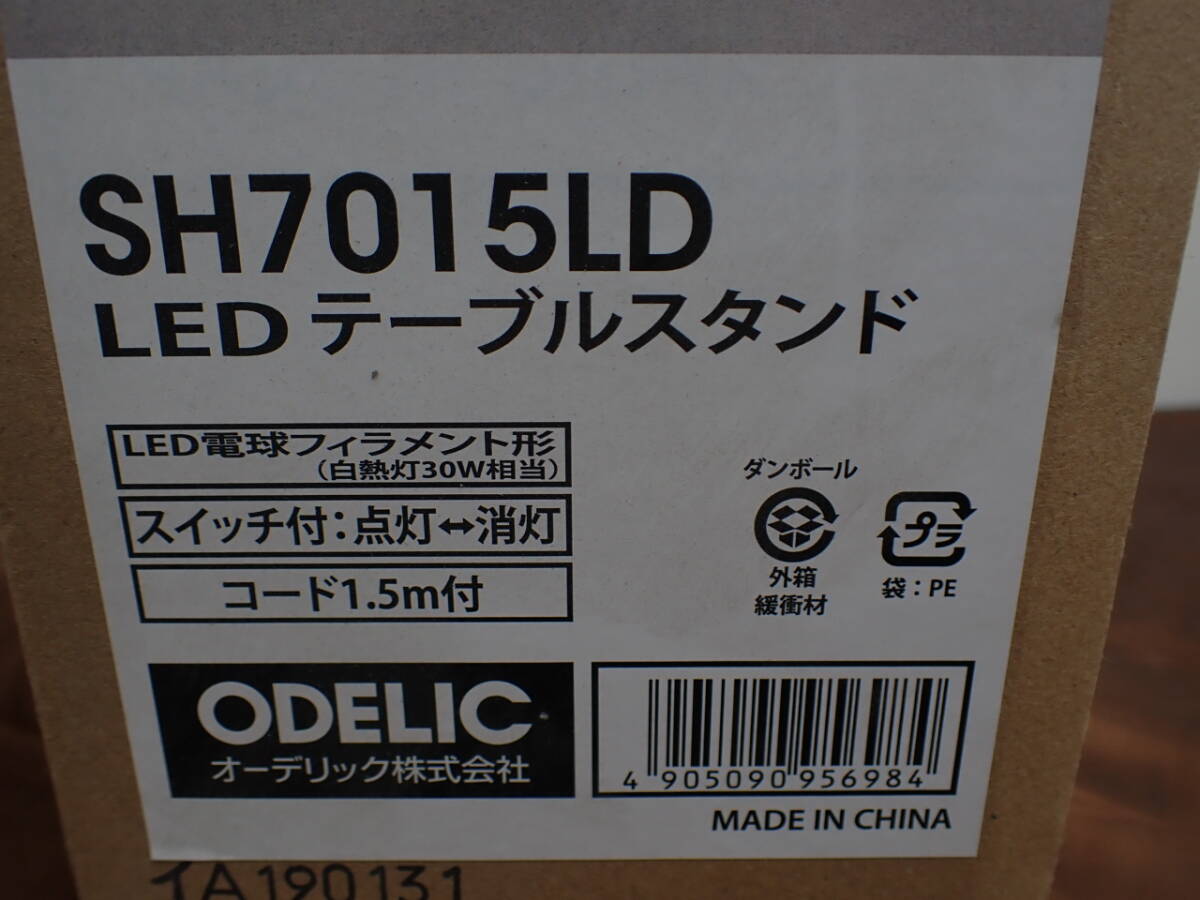 SH7015LD
LED テーブルスタンド
LED電球フィラメント形
（白熱灯30W相当）
スイッチ付：点灯↔消灯
コード1.5m付
ダンボール
外箱
緩衝材
プラ
袋：PE
ODELIC
オーデリック株式会社
4 905090 956984
MADE IN CHINA
イA190131